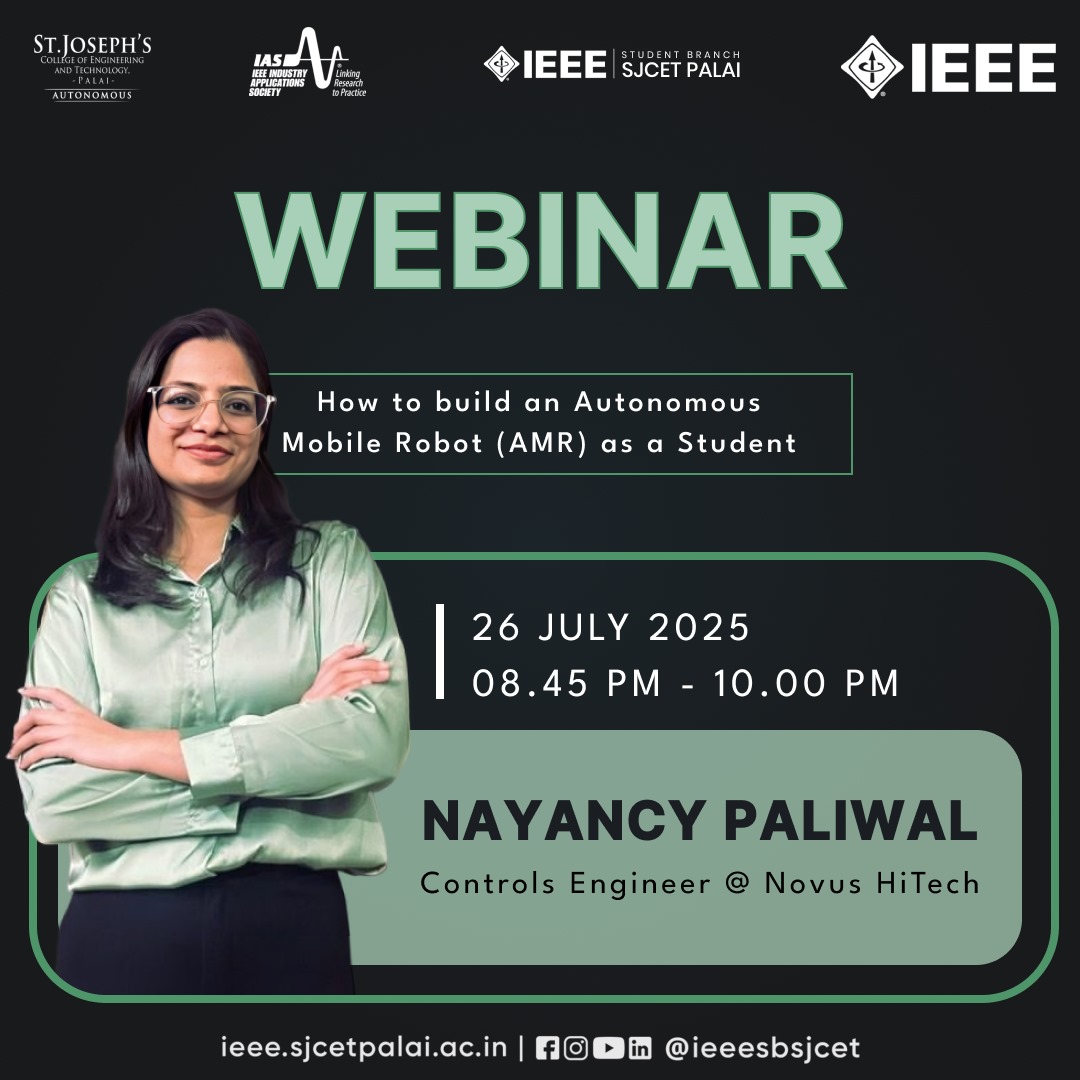 ST.JOSEPH'S
COLLEGE OF ENGINEERING
AND TECHNOLOGY,
- PALAI -
AUTONOMOUS
IAS
IEEE INDUSTRY
APPLICATIONS
SOCIETY
®
Linking
Research
to Practice
IEEE STUDENT BRANCH
SJCET PALAI
IEEE
WEBINAR
How to build an Autonomous
Mobile Robot (AMR) as a Student
26 JULY 2025
08.45 PM - 10.00 PM
NAYANCY PALIWAL
Controls Engineer @ Novus HiTech
ieee.sjcetpalai.ac.in | @ieeesbsjcet